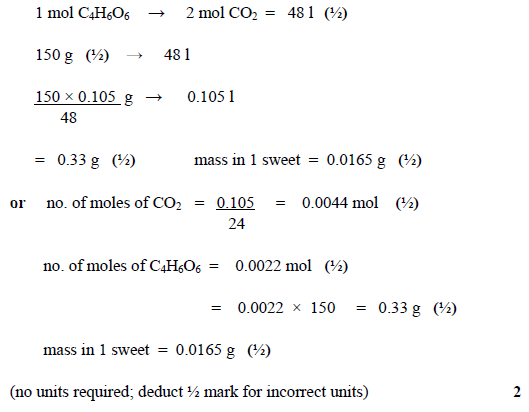 1 mol C₄H₆O₆ → 2 mol CO₂ = 48 l (½)
150 g (½) → 48 l
150 × 0.105 g → 0.105 l
48
= 0.33 g (½) mass in 1 sweet = 0.0165 g (½)
or no. of moles of CO₂ = 0.105 = 0.0044 mol (½)
24
no. of moles of C₄H₆O₆ = 0.0022 mol (½)
= 0.0022 × 150 = 0.33 g (½)
mass in 1 sweet = 0.0165 g (½)
(no units required; deduct ½ mark for incorrect units) 2